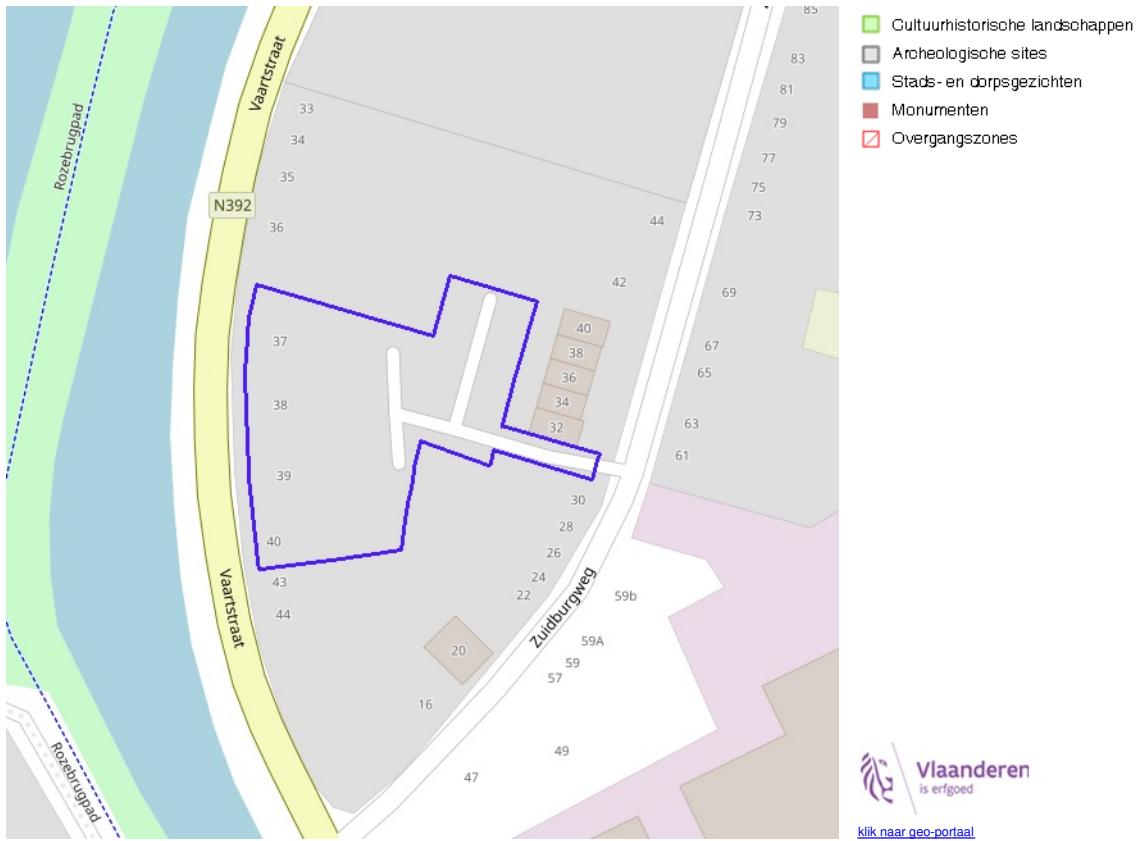 Vaartstraat
Rozebrugpad
N392
33
34
35
36
37
38
39
40
43
44
Vaartstraat
Rozebrugpad
85
83
81
79
77
75
73
69
67
65
63
61
44
42
40
38
36
34
32
30
28
26
24
22
20
16
Zuidburgweg
59b
59A
59
57
49
47
Cultuurhistorische landschappen
Archeologische sites
Stads- en dorpsgezichten
Monumenten
Overgangszones
Vlaanderen
is erfgoed
klik naar geo-portaal